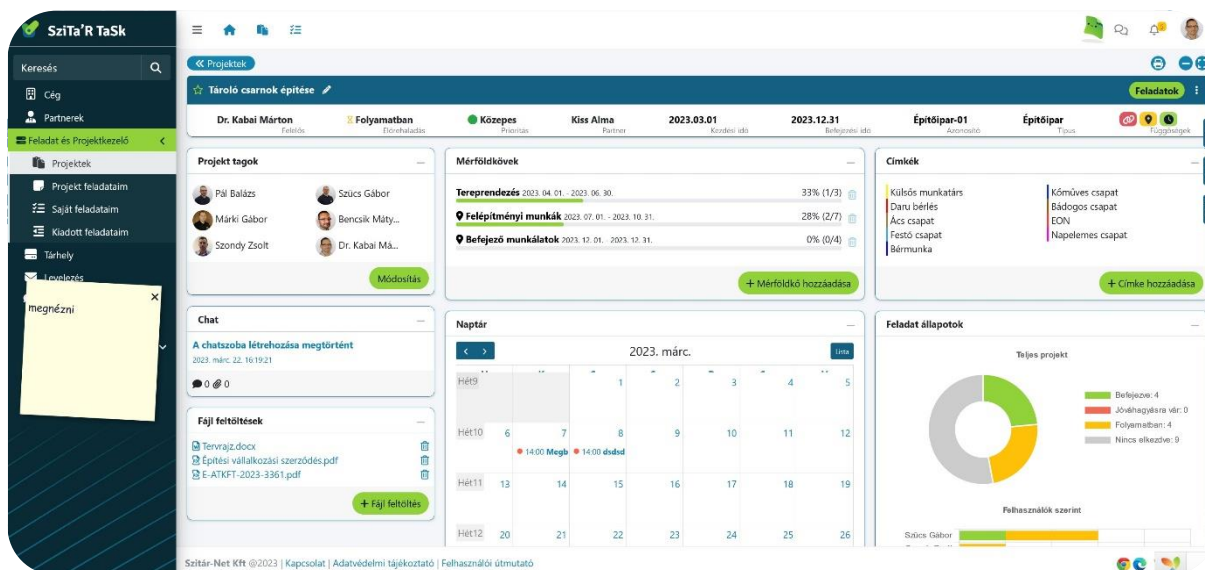 SziTa'R TaSk
Keresés
Cég
Partnerek
Feladat és Projektkezelő
Projektek
Projekt feladataim
Saját feladataim
Kiadott feladataim
Tárhely
Levelezés
megnézni
Projektek
Tároló csarnok építése
Feladatok
Dr. Kabai Márton
Felelős
Folyamatban
Előrehaladás
Közepes
Prioritás
Kiss Alma
Partner
2023.03.01
Kezdési idő
2023.12.31
Befejezési idő
Építőipar-01
Azonosító
Építőipar
Típus
Függőségek
Projekt tagok
Pál Balázs
Szücs Gábor
Márki Gábor
Bencsik Máty...
Szondy Zsolt
Dr. Kabai Má...
Módosítás
Mérföldkövek
Tereprendezés 2023. 04. 01. - 2023. 06. 30. 33% (1/3)
Felépítményi munkák 2023. 07. 01. - 2023. 10. 31. 28% (2/7)
Befejező munkálatok 2023. 12. 01. - 2023. 12. 31. 0% (0/4)
+ Mérföldkő hozzáadása
Címkék
Külsős munkatárs
Daru bérlés
Ács csapat
Festő csapat
Bérmunka
Kőműves csapat
Bádogos csapat
EON
Napelemes csapat
+ Címke hozzáadása
Chat
A chatszoba létrehozása megtörtént
2023. márc. 22. 16:19:21
0 0
Fájl feltöltések
Tervrajz.docx
Építési vállalkozási szerződés.pdf
E-ATKFT-2023-3361.pdf
+ Fájl feltöltés
Naptár
2023. márc.
Lista
Hét9 1 2 3 4 5
Hét10 6 7 8 9 10 11 12
14:00 Megb 14:00 dsdsd
Hét11 13 14 15 16 17 18 19
Hét12 20 21 22 23 24 25 26
Feladat állapotok
Teljes projekt
Befejezve: 4
Jóváhagyásra vár: 0
Folyamatban: 4
Nincs elkezdve: 9
Felhasználók szerint
Szücs Gábor
Szitár-Net Kft @2023 | Kapcsolat | Adatvédelmi tájékoztató | Felhasználói útmutató